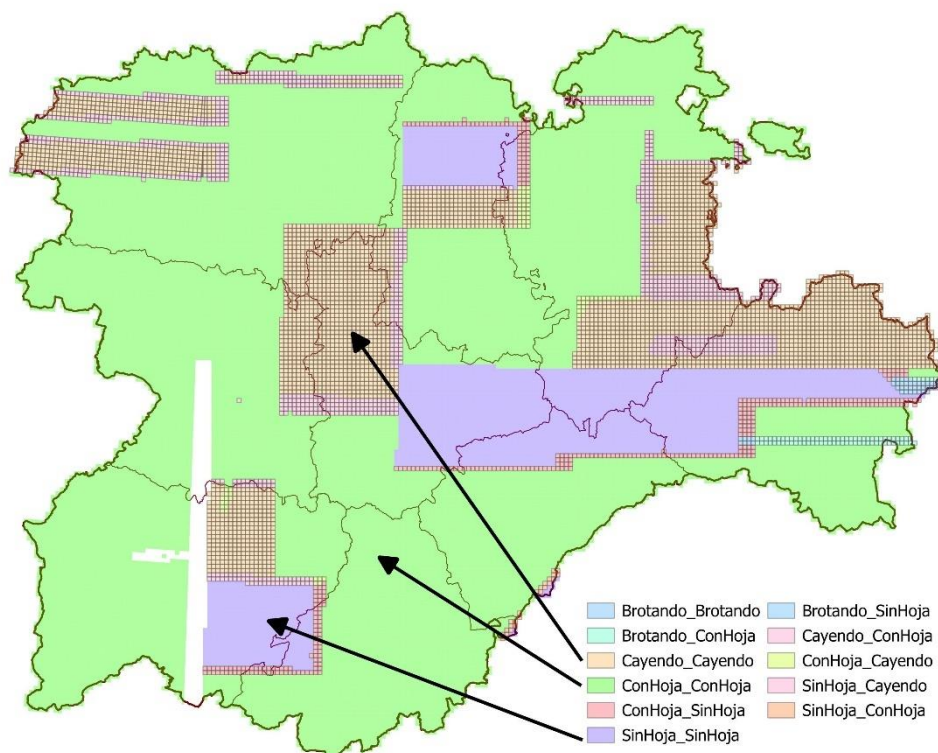 Brotando_Brotando
Brotando_ConHoja
Cayendo_Cayendo
ConHoja_ConHoja
ConHoja_SinHoja
SinHoja_SinHoja
Brotando_SinHoja
Cayendo_ConHoja
ConHoja_Cayendo
SinHoja_Cayendo
SinHoja_ConHoja